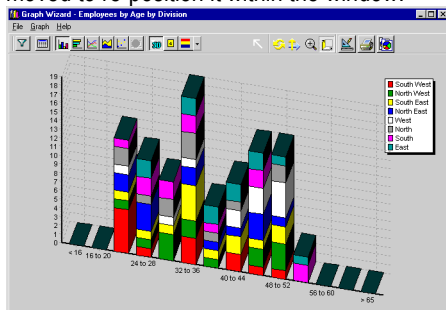 moved to re-position it within the window.
Graph Wizard - Employees by Age by Division
File Graph Help
3D
19
18
17
16
15
14
13
12
11
10
9
8
7
6
5
4
3
2
1
0
< 16
16 to 20
24 to 28
32 to 36
40 to 44
48 to 52
56 to 60
> 65
South West
North West
South East
North East
West
North
South
East